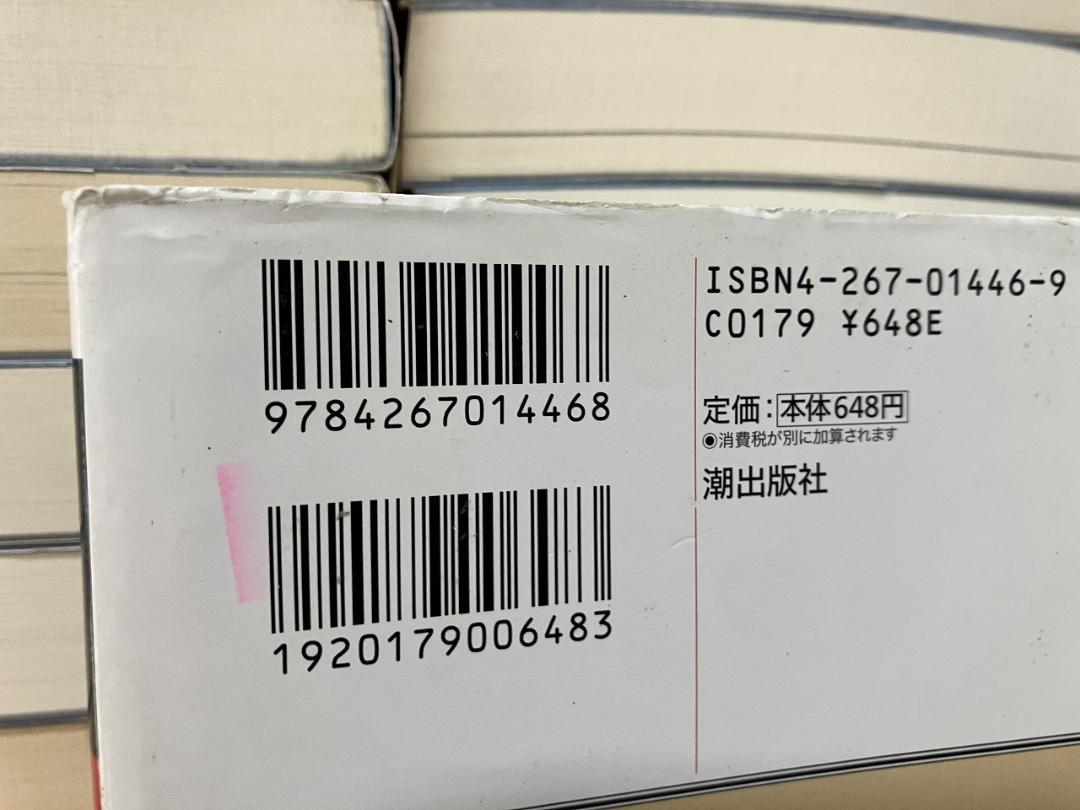 9784267014468
1920179006483
ISBN4-267-01446-9
C0179 ¥648E
定価：本体648円
◉消費税が別に加算されます
潮出版社